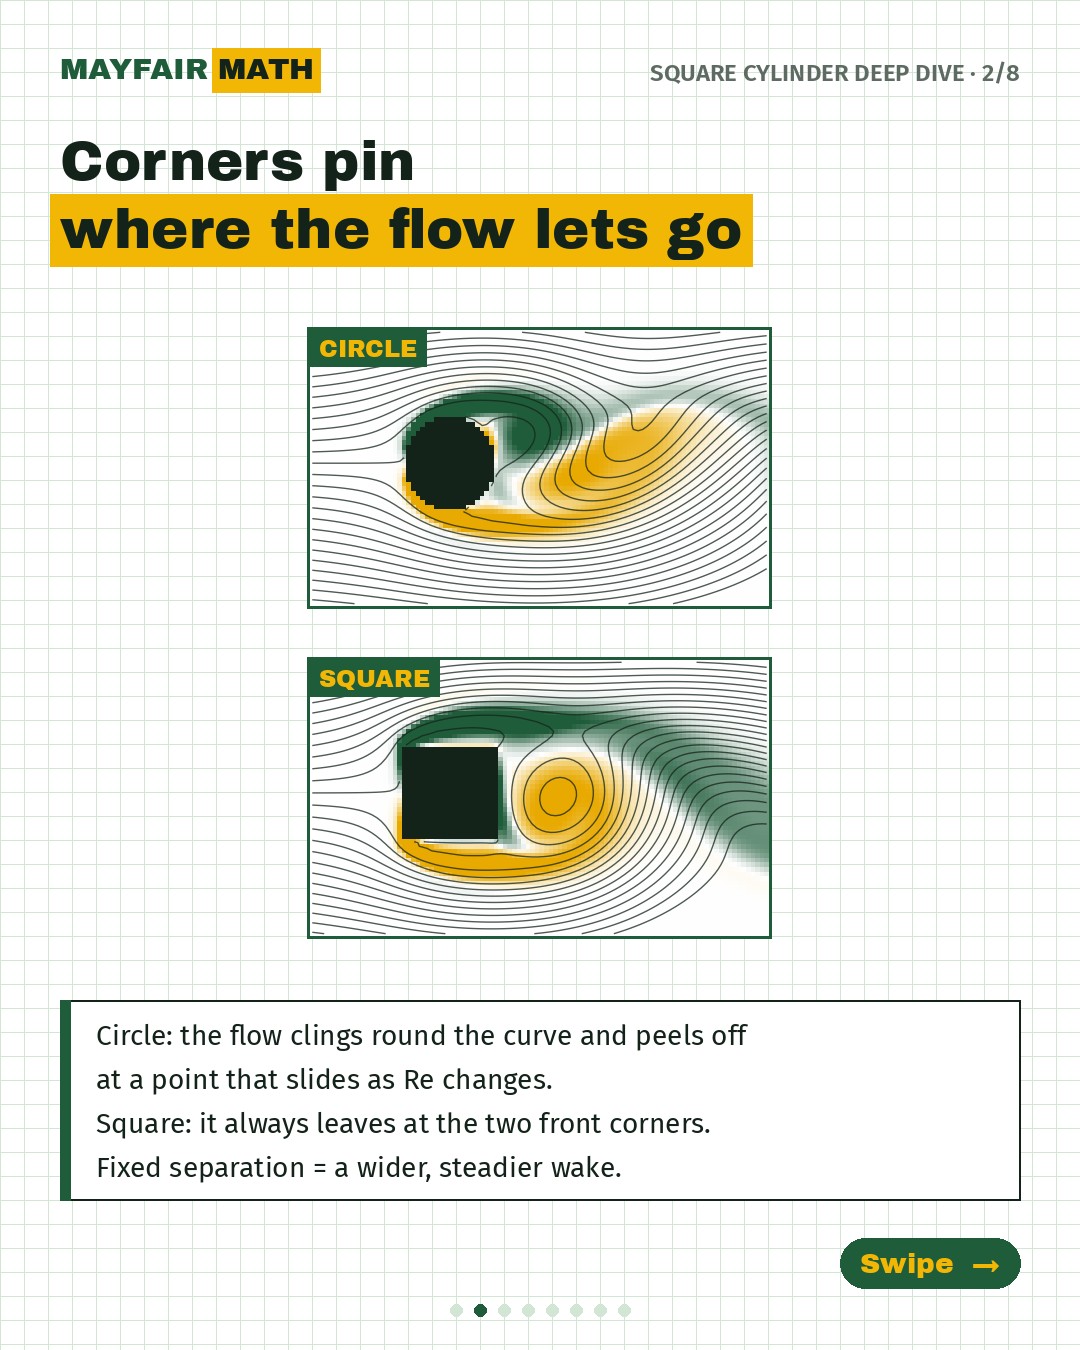 MAYFAIR MATH
SQUARE CYLINDER DEEP DIVE · 2/8
Corners pin
where the flow lets go
CIRCLE
SQUARE
Circle: the flow clings round the curve and peels off
at a point that slides as Re changes.
Square: it always leaves at the two front corners.
Fixed separation = a wider, steadier wake.
Swipe →